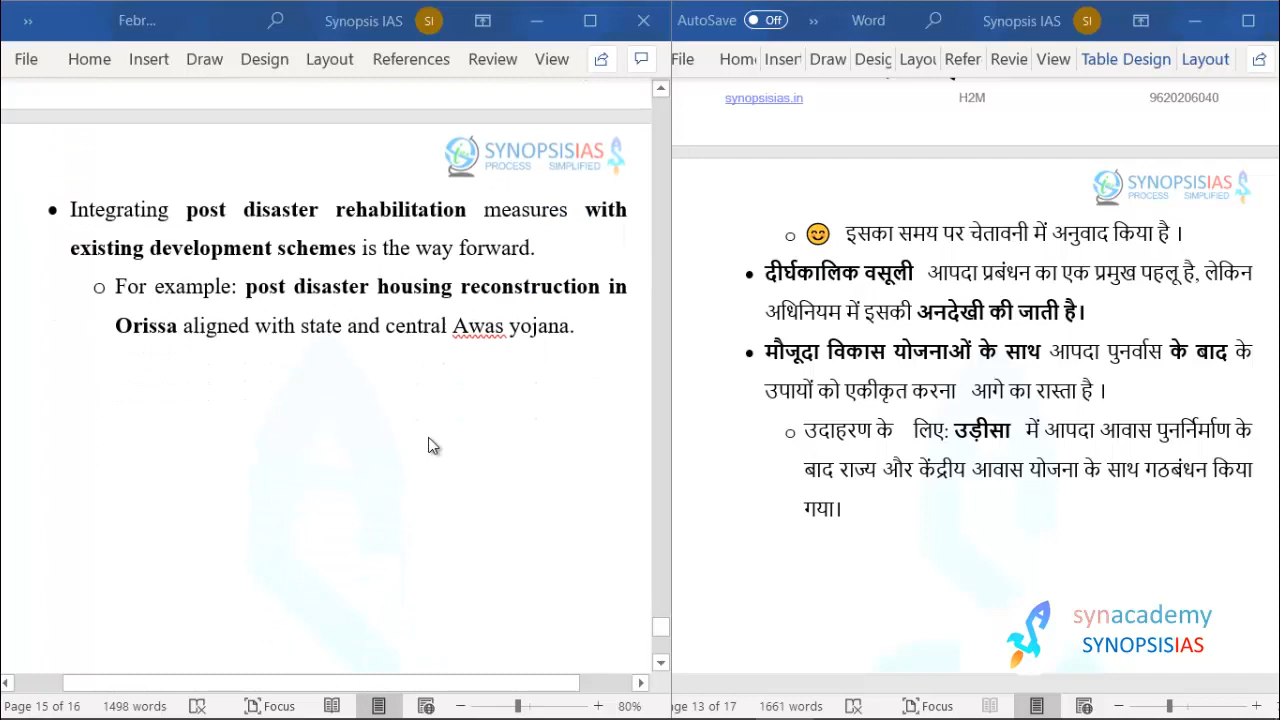 Febr...
Synopsis IAS
SI
File Home Insert Draw Design Layout References Review View
SYNOPSISIAS
PROCESS SIMPLIFIED
• Integrating post disaster rehabilitation measures with
existing development schemes is the way forward.
o For example: post disaster housing reconstruction in
Orissa aligned with state and central Awas yojana.
Page 15 of 16 1498 words Focus 80%
AutoSave Off Word Synopsis IAS SI
File Hom Inser Draw Desig Layou Refer Revie View Table Design Layout
synopsisias.in H2M 9620206040
SYNOPSISIAS
PROCESS SIMPLIFIED
o 😊 इसका समय पर चेतावनी में अनुवाद किया है ।
• दीर्घकालिक वसूली आपदा प्रबंधन का एक प्रमुख पहलू है, लेकिन
अधिनियम में इसकी अनदेखी की जाती है।
• मौजूदा विकास योजनाओं के साथ आपदा पुनर्वास के बाद के
उपायों को एकीकृत करना आगे का रास्ता है ।
o उदाहरण के लिए: उड़ीसा में आपदा आवास पुनर्निर्माण के
बाद राज्य और केंद्रीय आवास योजना के साथ गठबंधन किया
गया।
synacademy
SYNOPSISIAS
ge 13 of 17 1661 words Focus